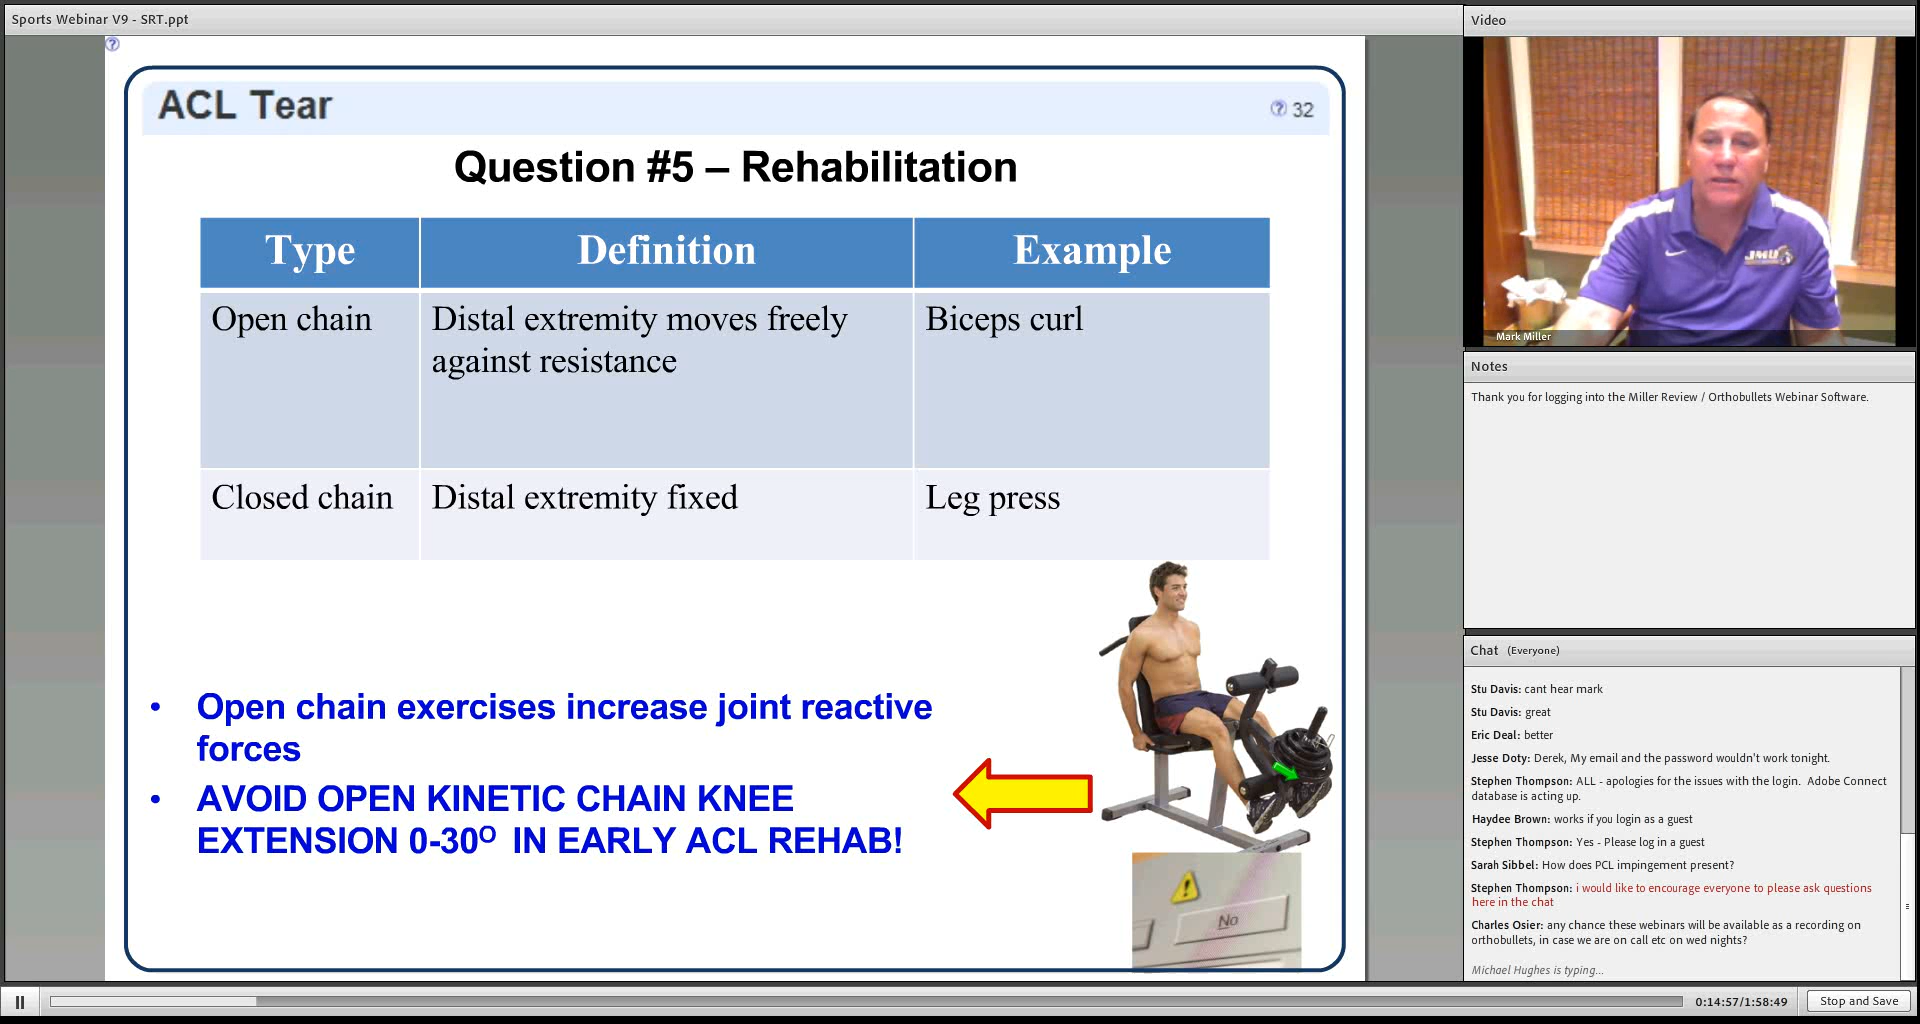 Sports Webinar V9 - SRT.ppt
ACL Tear
32
Question #5 – Rehabilitation
Type Definition Example
Open chain Distal extremity moves freely Biceps curl
against resistance
Closed chain Distal extremity fixed Leg press
• Open chain exercises increase joint reactive
forces
• AVOID OPEN KINETIC CHAIN KNEE
EXTENSION 0-30O IN EARLY ACL REHAB!
No
Video
JMU
Mark Miller
Notes
Thank you for logging into the Miller Review / Orthobullets Webinar Software.
Chat (Everyone)
Stu Davis: cant hear mark
Stu Davis: great
Eric Deal: better
Jesse Doty: Derek, My email and the password wouldn't work tonight.
Stephen Thompson: ALL - apologies for the issues with the login. Adobe Connect
database is acting up.
Haydee Brown: works if you login as a guest
Stephen Thompson: Yes - Please log in a guest
Sarah Sibbel: How does PCL impingement present?
Stephen Thompson: i would like to encourage everyone to please ask questions
here in the chat
Charles Osier: any chance these webinars will be available as a recording on
orthobullets, in case we are on call etc on wed nights?
Michael Hughes is typing...
0:14:57/1:58:49
Stop and Save